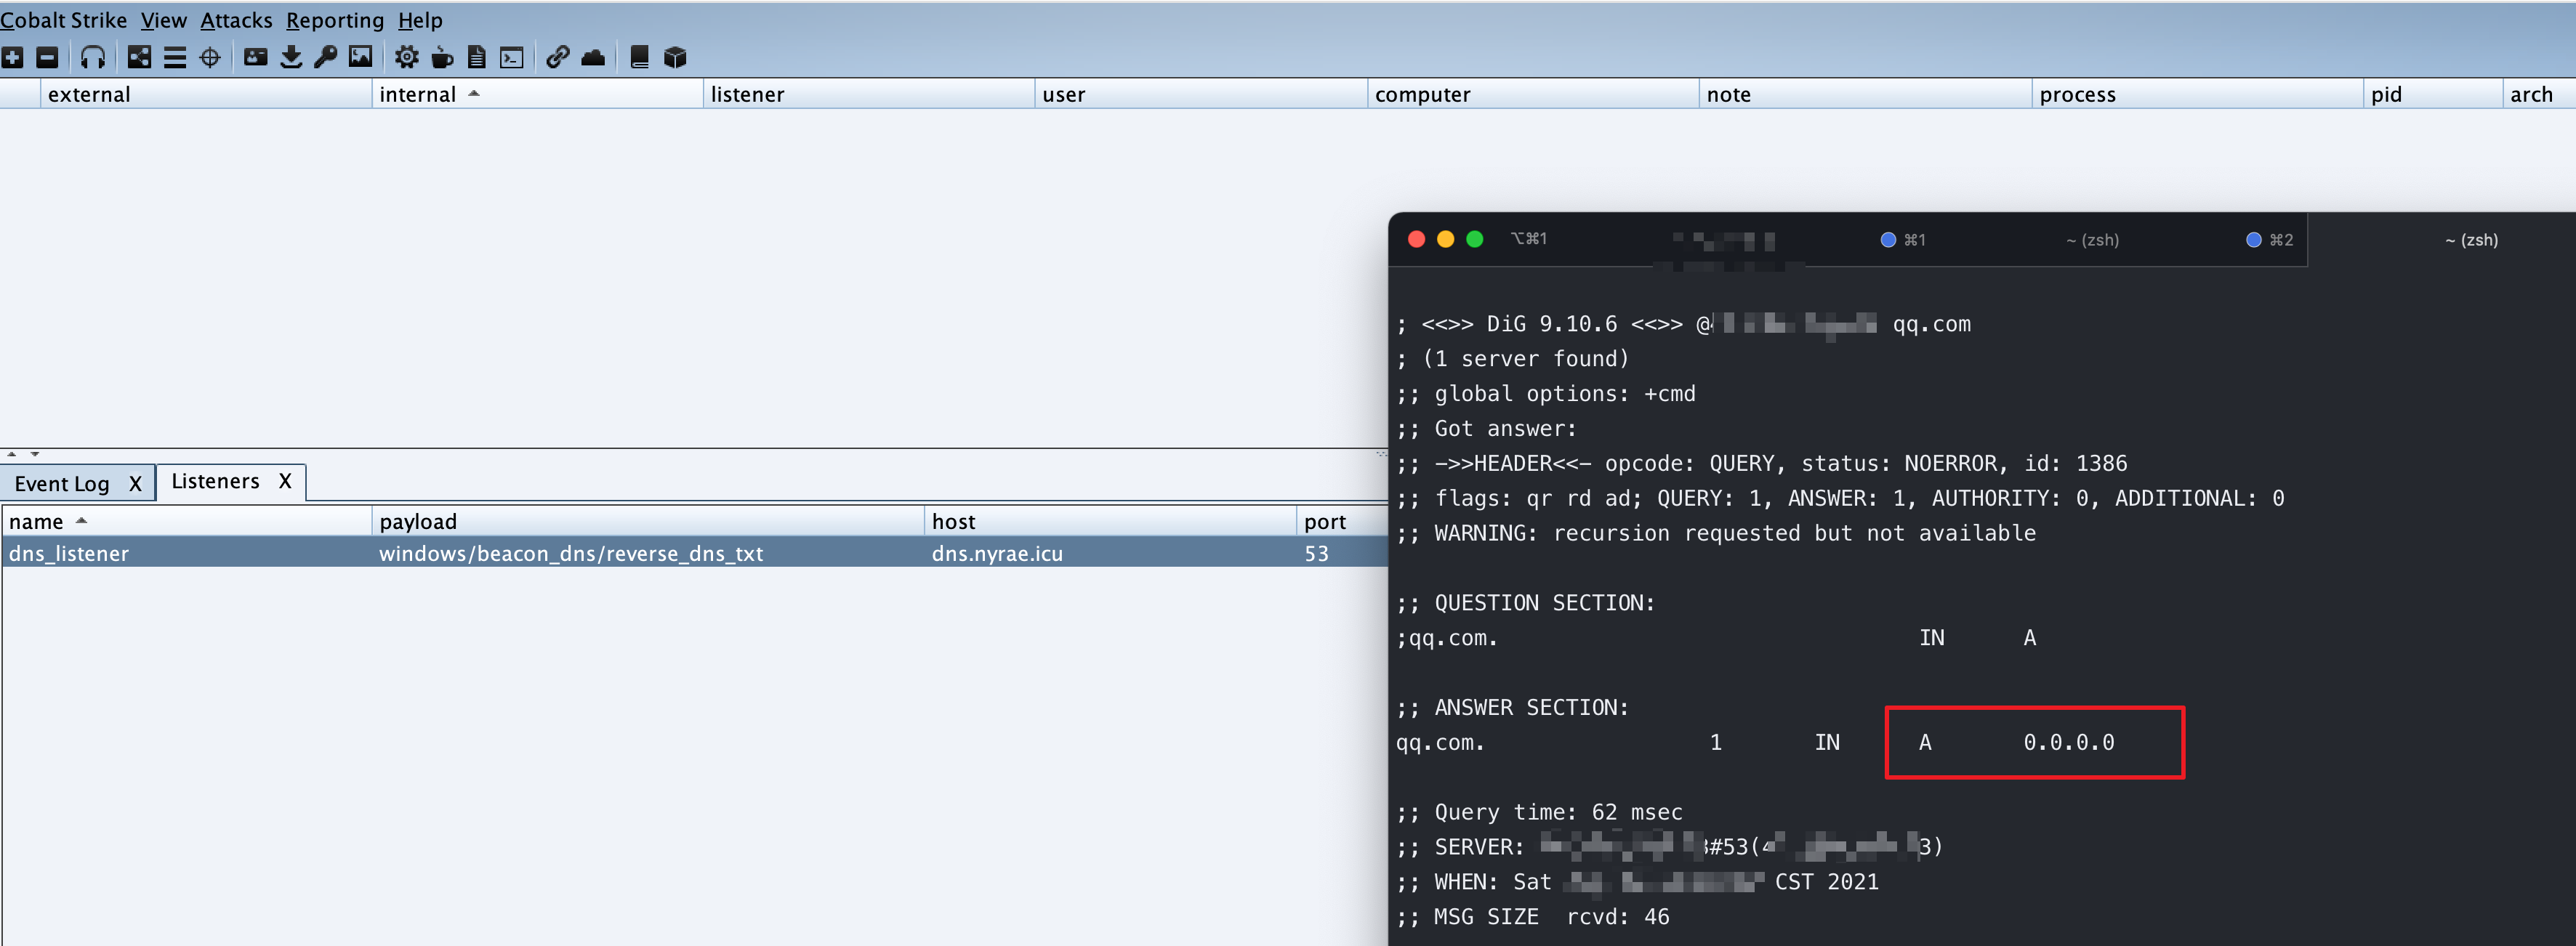 Cobalt Strike View Attacks Reporting Help
external internal listener user computer note process pid arch
Event Log X Listeners X
name payload host port
dns_listener windows/beacon_dns/reverse_dns_txt dns.nyrae.icu 53
⌥⌘1 ⌘1 ~ (zsh) ⌘2 ~ (zsh)
; <<>> DiG 9.10.6 <<>> @ qq.com
; (1 server found)
;; global options: +cmd
;; Got answer:
;; ->>HEADER<<- opcode: QUERY, status: NOERROR, id: 1386
;; flags: qr rd ad; QUERY: 1, ANSWER: 1, AUTHORITY: 0, ADDITIONAL: 0
;; WARNING: recursion requested but not available
;; QUESTION SECTION:
;qq.com. IN A
;; ANSWER SECTION:
qq.com. 1 IN A 0.0.0.0
;; Query time: 62 msec
;; SERVER: #53( 3)
;; WHEN: Sat CST 2021
;; MSG SIZE rcvd: 46